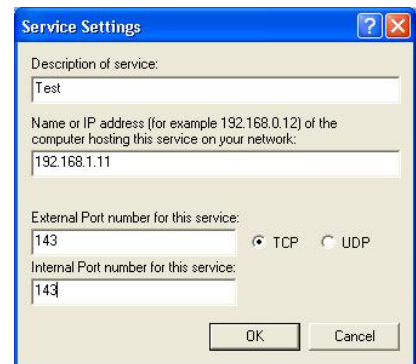 Service Settings
Description of service:
Test
Name or IP address (for example 192.168.0.12) of the
computer hosting this service on your network:
192.168.1.11
External Port number for this service:
143
TCP
UDP
Internal Port number for this service:
143
OK
Cancel